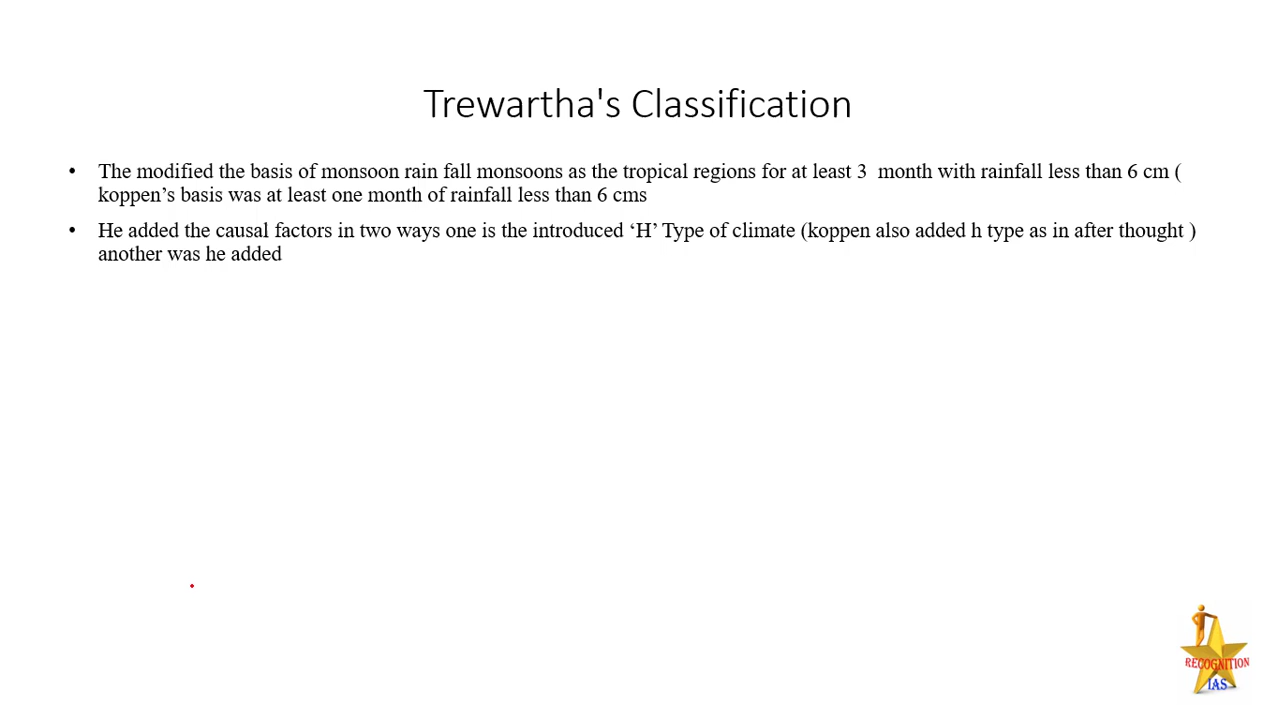 Trewartha's Classification
• The modified the basis of monsoon rain fall monsoons as the tropical regions for at least 3 month with rainfall less than 6 cm (
koppen’s basis was at least one month of rainfall less than 6 cms
• He added the causal factors in two ways one is the introduced ‘H’ Type of climate (koppen also added h type as in after thought )
another was he added
RECOGNITION
IAS